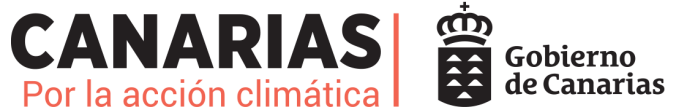 CANARIAS
Por la acción climática
Gobierno
de Canarias